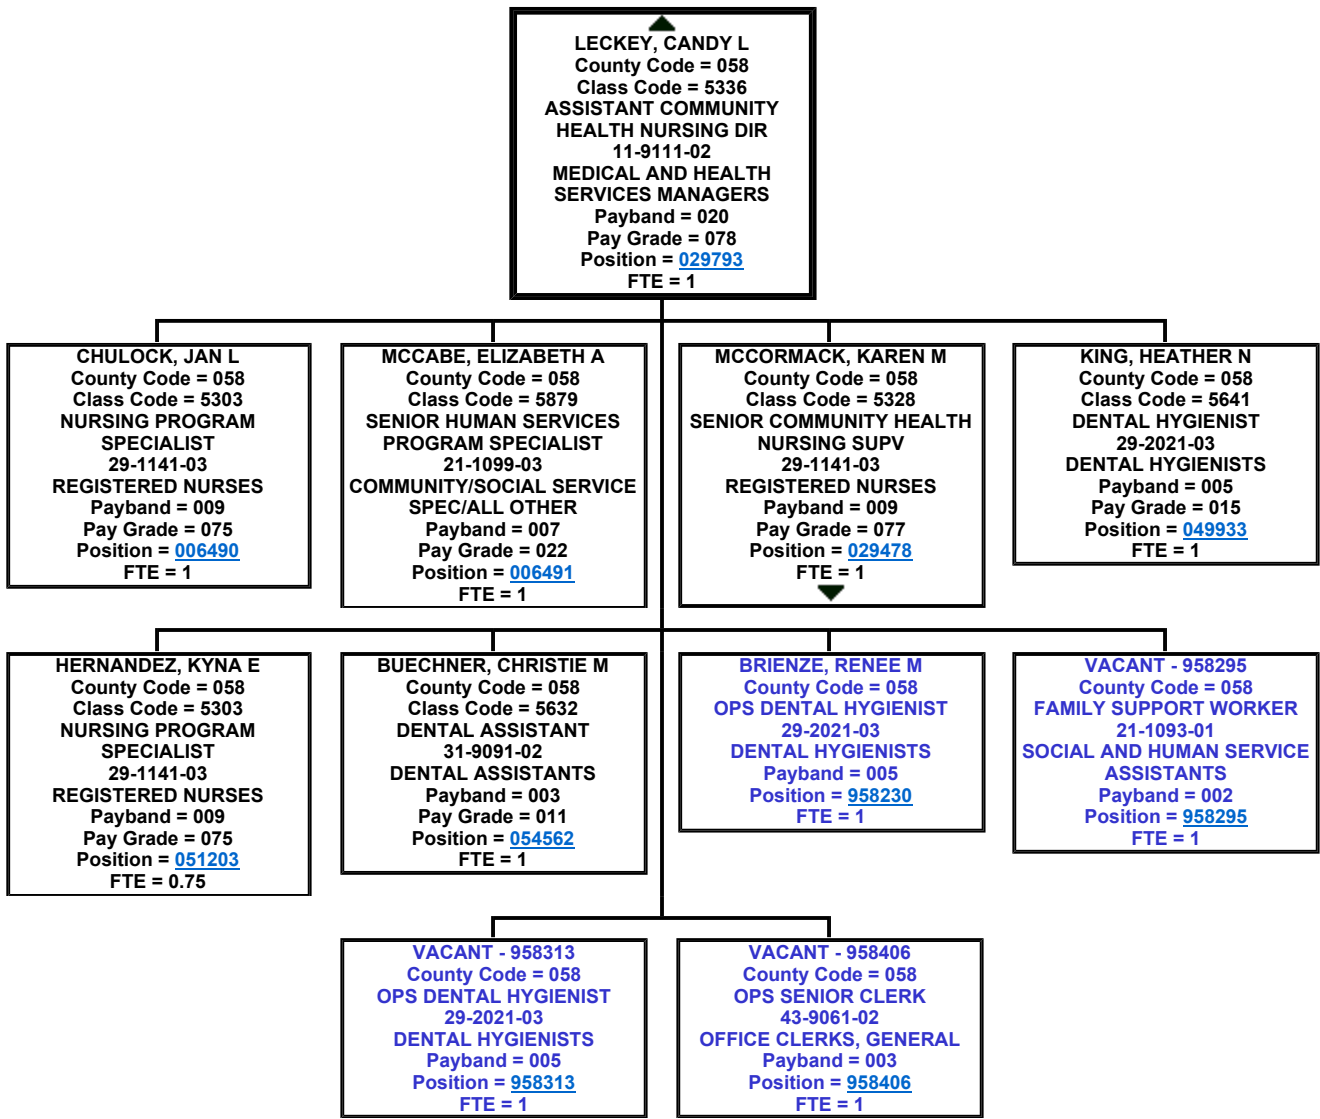 LECKEY, CANDY L
County Code = 058
Class Code = 5336
ASSISTANT COMMUNITY
HEALTH NURSING DIR
11-9111-02
MEDICAL AND HEALTH
SERVICES MANAGERS
Payband = 020
Pay Grade = 078
Position = 029793
FTE = 1
CHULOCK, JAN L
County Code = 058
Class Code = 5303
NURSING PROGRAM
SPECIALIST
29-1141-03
REGISTERED NURSES
Payband = 009
Pay Grade = 075
Position = 006490
FTE = 1
MCCABE, ELIZABETH A
County Code = 058
Class Code = 5879
SENIOR HUMAN SERVICES
PROGRAM SPECIALIST
21-1099-03
COMMUNITY/SOCIAL SERVICE
SPEC/ALL OTHER
Payband = 007
Pay Grade = 022
Position = 006491
FTE = 1
MCCORMACK, KAREN M
County Code = 058
Class Code = 5328
SENIOR COMMUNITY HEALTH
NURSING SUPV
29-1141-03
REGISTERED NURSES
Payband = 009
Pay Grade = 077
Position = 029478
FTE = 1
KING, HEATHER N
County Code = 058
Class Code = 5641
DENTAL HYGIENIST
29-2021-03
DENTAL HYGIENISTS
Payband = 005
Pay Grade = 015
Position = 049933
FTE = 1
HERNANDEZ, KYNA E
County Code = 058
Class Code = 5303
NURSING PROGRAM
SPECIALIST
29-1141-03
REGISTERED NURSES
Payband = 009
Pay Grade = 075
Position = 051203
FTE = 0.75
BUECHNER, CHRISTIE M
County Code = 058
Class Code = 5632
DENTAL ASSISTANT
31-9091-02
DENTAL ASSISTANTS
Payband = 003
Pay Grade = 011
Position = 054562
FTE = 1
BRIENZE, RENEE M
County Code = 058
OPS DENTAL HYGIENIST
29-2021-03
DENTAL HYGIENISTS
Payband = 005
Position = 958230
FTE = 1
VACANT - 958295
County Code = 058
FAMILY SUPPORT WORKER
21-1093-01
SOCIAL AND HUMAN SERVICE
ASSISTANTS
Payband = 002
Position = 958295
FTE = 1
VACANT - 958313
County Code = 058
OPS DENTAL HYGIENIST
29-2021-03
DENTAL HYGIENISTS
Payband = 005
Position = 958313
FTE = 1
VACANT - 958406
County Code = 058
OPS SENIOR CLERK
43-9061-02
OFFICE CLERKS, GENERAL
Payband = 003
Position = 958406
FTE = 1